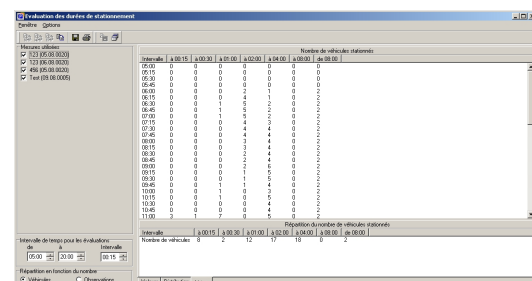 Evaluation des durées de stationnement
Fenêtre Options
Mesures utilisées
123 (05.08.0020)
123 (06.08.0020)
496 (05.08.0020)
Test (09.08.0005)
Nombre de véhicules stationnés
Intervalle à 00:15 à 00:30 à 01:00 à 02:00 à 04:00 à 08:00 de 08:00
05:00 0 0 0 0 0 0 0
05:15 0 0 0 0 0 0 0
05:30 0 0 0 0 0 0 0
05:45 0 0 0 0 0 0 0
06:00 0 0 0 2 1 0 2
06:15 0 0 0 4 1 0 2
06:30 0 0 1 5 2 0 2
06:45 0 0 1 5 2 0 2
07:00 0 0 1 5 2 0 2
07:15 0 0 0 4 3 0 2
07:30 0 0 0 4 4 0 2
07:45 0 0 0 4 4 0 2
08:00 0 0 0 3 4 0 2
08:15 0 0 0 3 4 0 2
08:30 0 0 0 2 4 0 2
08:45 0 0 0 2 4 0 2
09:00 0 0 0 2 6 0 2
09:15 0 0 0 1 5 0 2
09:30 0 0 0 1 5 0 2
09:45 0 0 1 1 4 0 2
10:00 0 0 1 0 3 0 2
10:15 0 0 1 0 5 0 2
10:30 0 0 0 0 4 0 2
10:45 0 0 0 0 4 0 2
11:00 3 1 7 0 5 0 2
Répartition du nombre de véhicules stationnés
Intervalle à 00:15 à 00:30 à 01:00 à 02:00 à 04:00 à 08:00 de 08:00
Nombre de véhicules 8 2 12 17 18 0 2
Intervalle de temps pour les évaluations
de à Intervalle
05:00 20:00 00:15
Répartition en fonction du nombre
Véhicules Observations